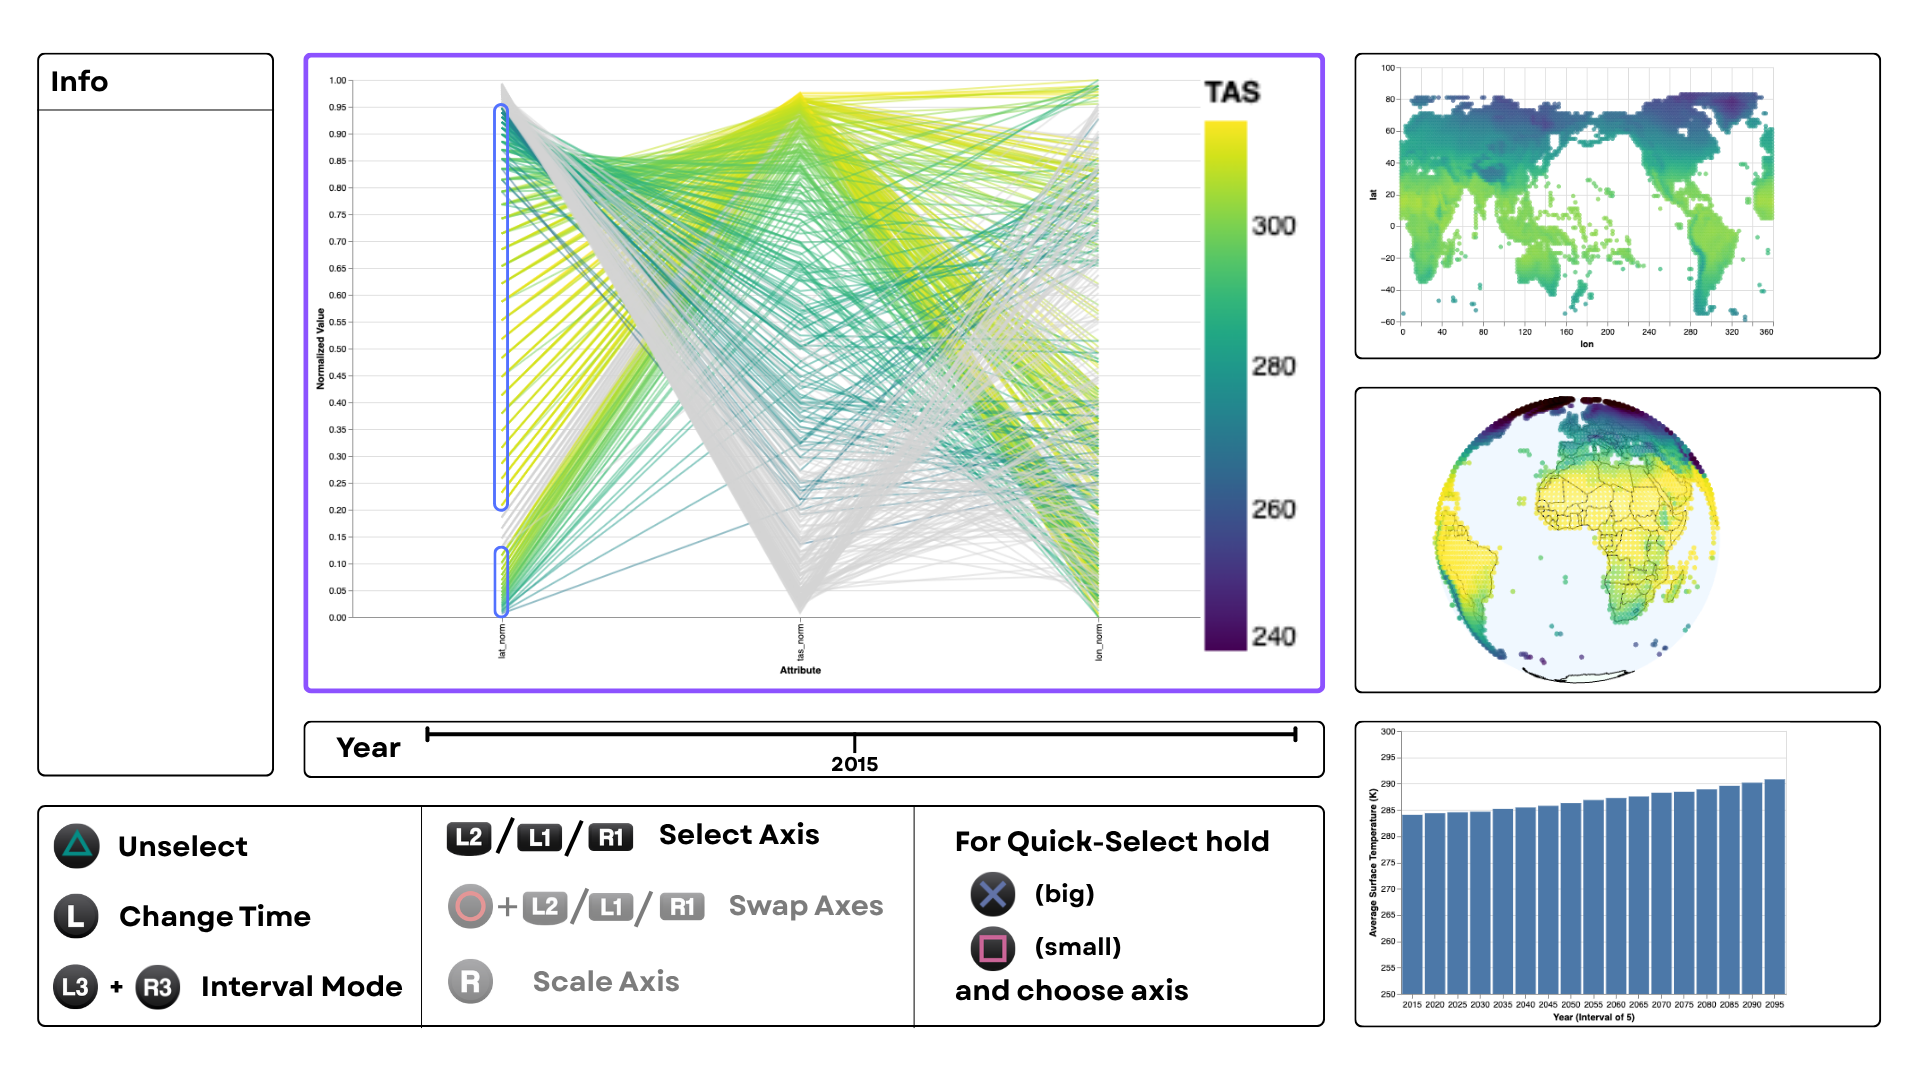 Info
1.00
0.95
0.90
0.85
0.80
0.75
0.70
0.65
0.60
0.55
0.50
0.45
0.40
0.35
0.30
0.25
0.20
0.15
0.10
0.05
0.00
Normalized Value
lat_norm
tas_norm
lon_norm
Attribute
TAS
300
280
260
240
100
80
60
40
20
0
−20
−40
−60
lat
0 40 80 120 160 200 240 280 320 360
lon
Year
2015
300
295
290
285
280
275
270
265
260
255
250
Average Surface Temperature (K)
2015 2020 2025 2030 2035 2040 2045 2050 2055 2060 2065 2070 2075 2080 2085 2090 2095
Year (Interval of 5)
Unselect
L Change Time
L3 + R3 Interval Mode
L2 / L1 / R1 Select Axis
+ L2 / L1 / R1 Swap Axes
R Scale Axis
For Quick-Select hold
(big)
(small)
and choose axis